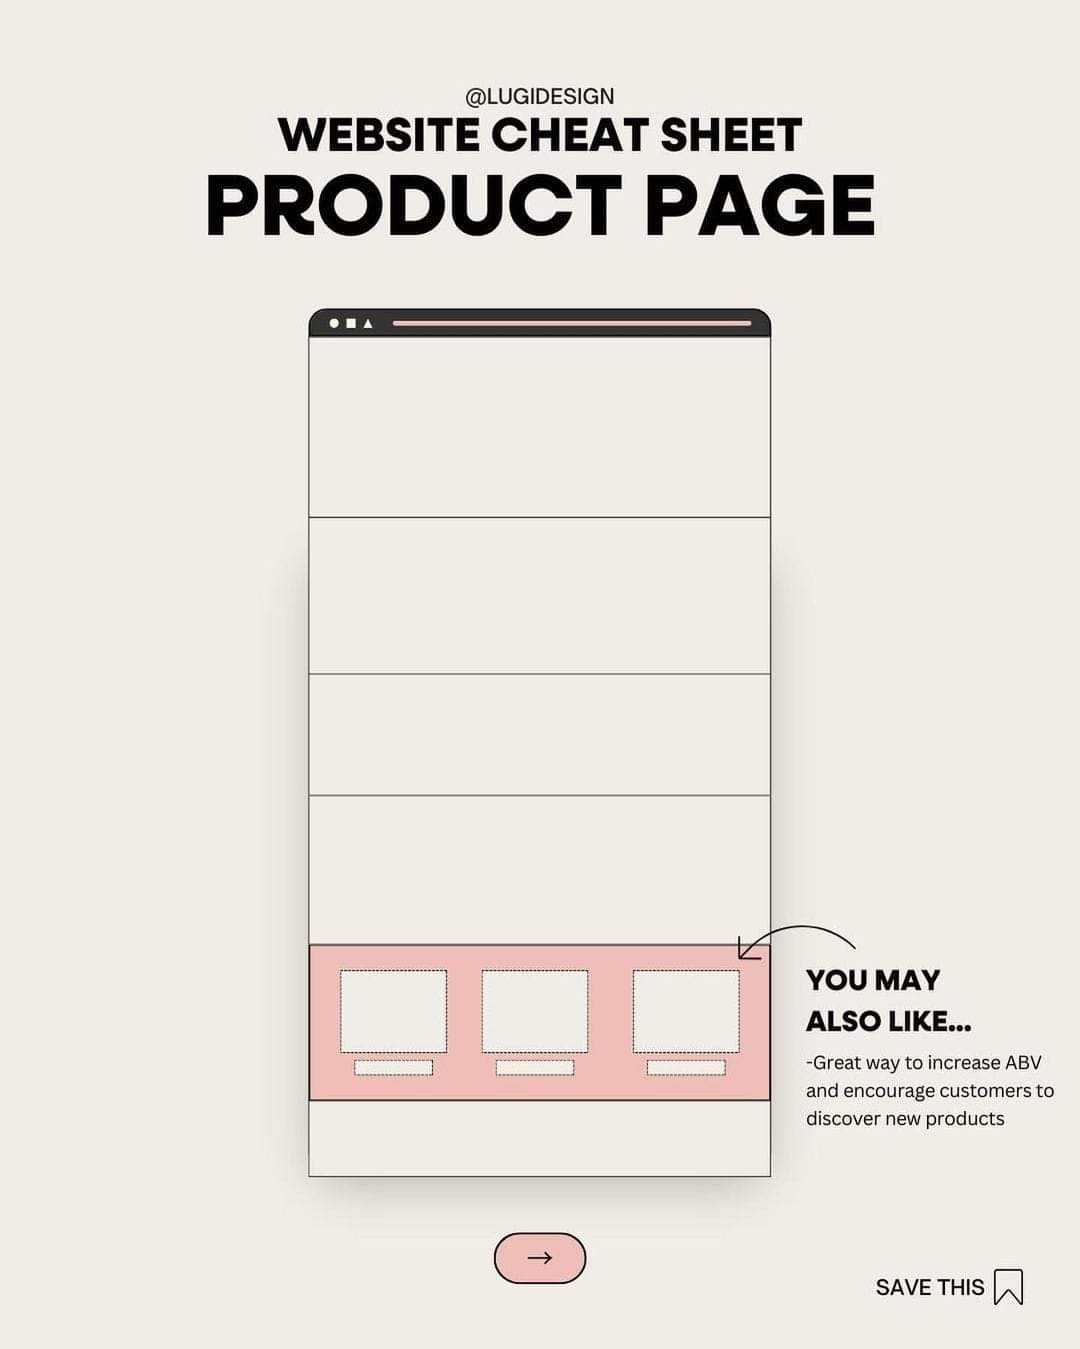 @LUGIDESIGN
WEBSITE CHEAT SHEET
PRODUCT PAGE
YOU MAY
ALSO LIKE...
-Great way to increase ABV
and encourage customers to
discover new products
SAVE THIS